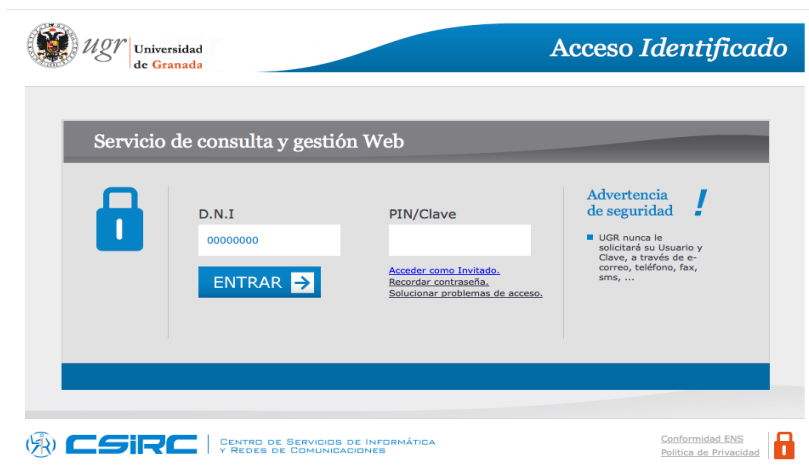 ugr Universidad
de Granada
Acceso Identificado
Servicio de consulta y gestión Web
D.N.I
00000000
ENTRAR
PIN/Clave
Acceder como Invitado.
Recordar contraseña.
Solucionar problemas de acceso.
Advertencia
de seguridad !
UGR nunca le
solicitará su Usuario y
Clave, a través de e-
correo, teléfono, fax,
sms, ...
CSIRC
Centro de Servicios de Informática
y Redes de Comunicaciones
Conformidad ENS
Política de Privacidad